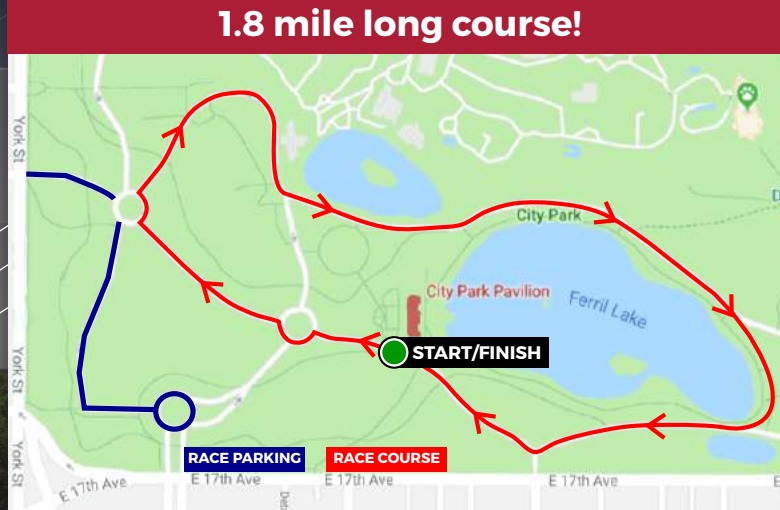 1.8 mile long course!
York St
City Park
City Park Pavilion
Ferril Lake
START/FINISH
York St
RACE PARKING
RACE COURSE
York St
E 17th Ave
E 17th Ave
E 17th Ave
E 17th Ave